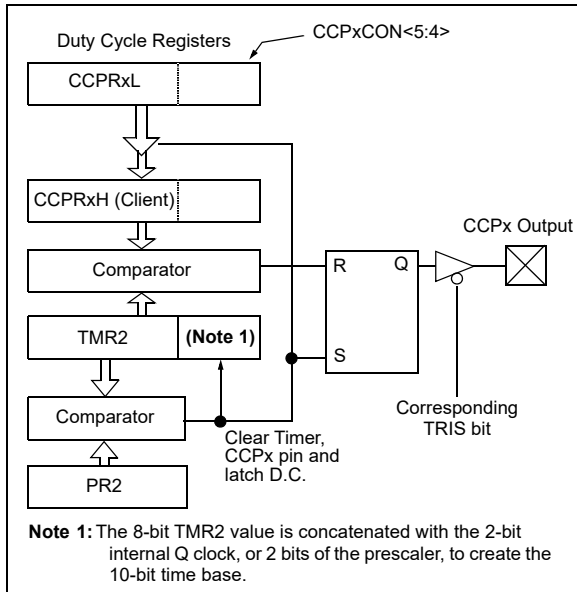 Duty Cycle Registers
CCPxCON<5:4>
CCPRxL
CCPRxH (Client)
CCPx Output
Comparator
R
Q
TMR2
(Note 1)
S
Comparator
Clear Timer,
CCPx pin and
latch D.C.
Corresponding
TRIS bit
PR2
Note 1: The 8-bit TMR2 value is concatenated with the 2-bit
internal Q clock, or 2 bits of the prescaler, to create the
10-bit time base.